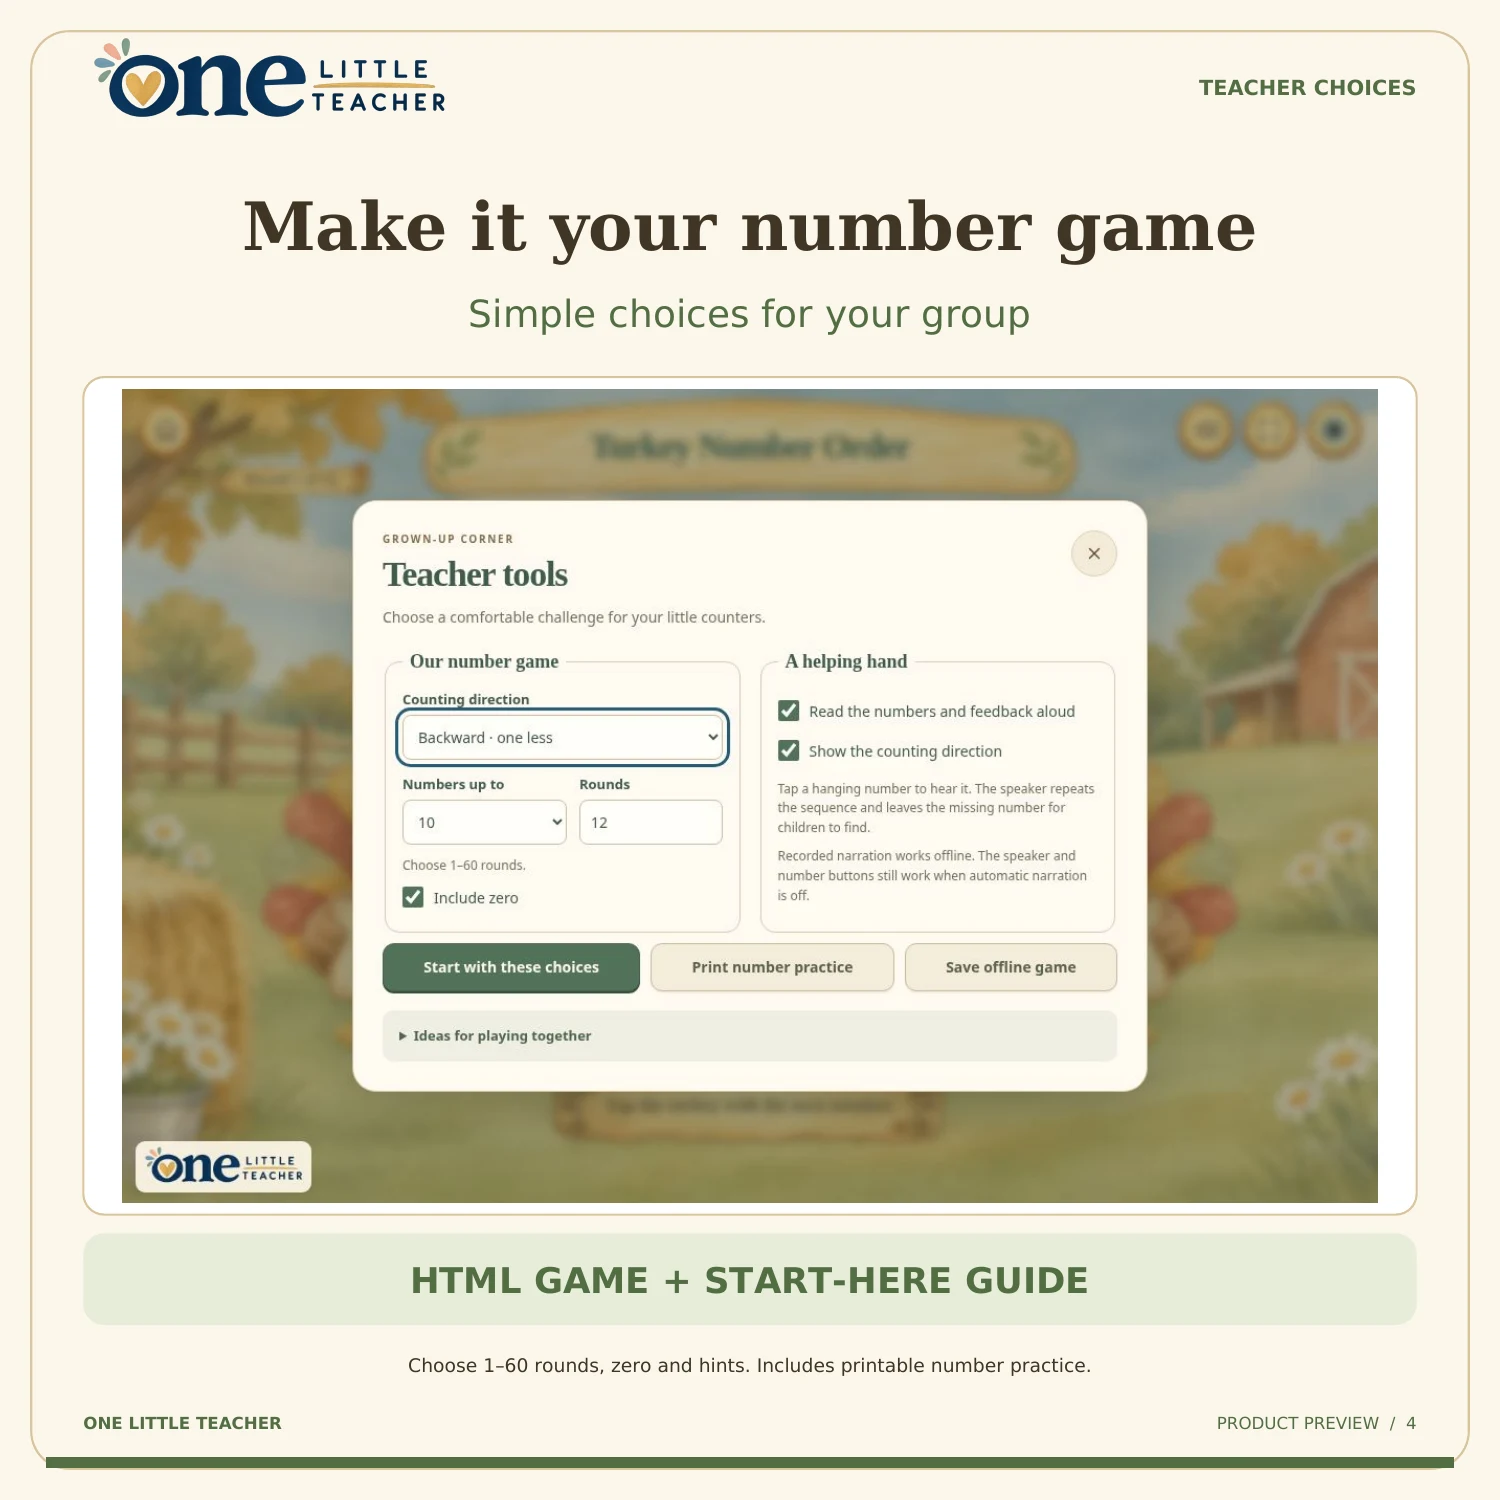 one LITTLE TEACHER
TEACHER CHOICES
Make it your number game
Simple choices for your group
Turkey Number Order
GROWN-UP CORNER
Teacher tools
×
Choose a comfortable challenge for your little counters.
Our number game
Counting direction
Backward · one less
Numbers up to
Rounds
10
12
Choose 1–60 rounds.
Include zero
A helping hand
Read the numbers and feedback aloud
Show the counting direction
Tap a hanging number to hear it. The speaker repeats
the sequence and leaves the missing number for
children to find.
Recorded narration works offline. The speaker and
number buttons still work when automatic narration
is off.
Start with these choices
Print number practice
Save offline game
Ideas for playing together
one LITTLE TEACHER
HTML GAME + START-HERE GUIDE
Choose 1–60 rounds, zero and hints. Includes printable number practice.
ONE LITTLE TEACHER
PRODUCT PREVIEW / 4